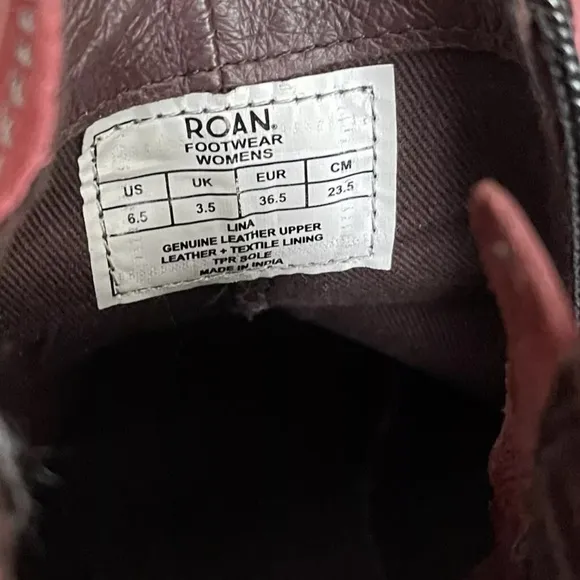 ROAN®
FOOTWEAR
WOMENS
US UK EUR CM
6.5 3.5 36.5 23.5
LINA
GENUINE LEATHER UPPER
LEATHER + TEXTILE LINING
TPR SOLE
MADE IN INDIA